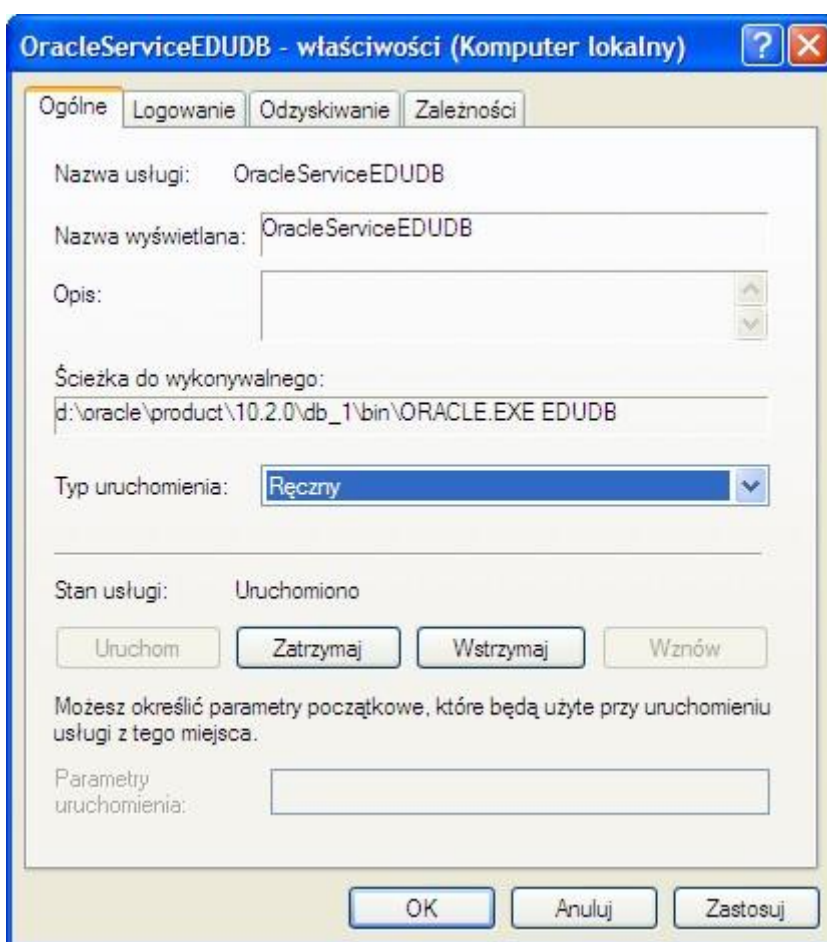 OracleServiceEDUDB - właściwości (Komputer lokalny)
Ogólne Logowanie Odzyskiwanie Zależności
Nazwa usługi: OracleServiceEDUDB
Nazwa wyświetlana: OracleServiceEDUDB
Opis:
Ścieżka do wykonywalnego:
d:\oracle\product\10.2.0\db_1\bin\ORACLE.EXE EDUDB
Typ uruchomienia: Ręczny
Stan usługi: Uruchomiono
Uruchom Zatrzymaj Wstrzymaj Wznów
Możesz określić parametry początkowe, które będą użyte przy uruchomieniu
usługi z tego miejsca.
Parametry
uruchomienia:
OK Anuluj Zastosuj